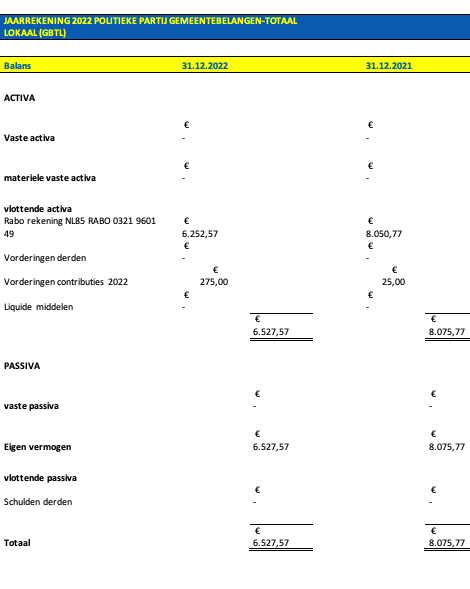 JAARREKENING 2022 POLITIEKE PARTIJ GEMEENTEBELANGEN-TOTAAL
LOKAAL (GBTL)
Balans 31.12.2022 31.12.2021
ACTIVA
€ €
Vaste activa - -
€ €
materiele vaste activa - -
vlottende activa
Rabo rekening NL85 RABO 0321 9601 € €
49 6.252,57 8.050,77
€ €
Vorderingen derden - -
€ €
Vorderingen contributies 2022 275,00 25,00
€ €
Liquide middelen - -
€ €
6.527,57 8.075,77
PASSIVA
€ €
vaste passiva - -
€ €
Eigen vermogen 6.527,57 8.075,77
vlottende passiva
€ €
Schulden derden - -
€ €
Totaal 6.527,57 8.075,77